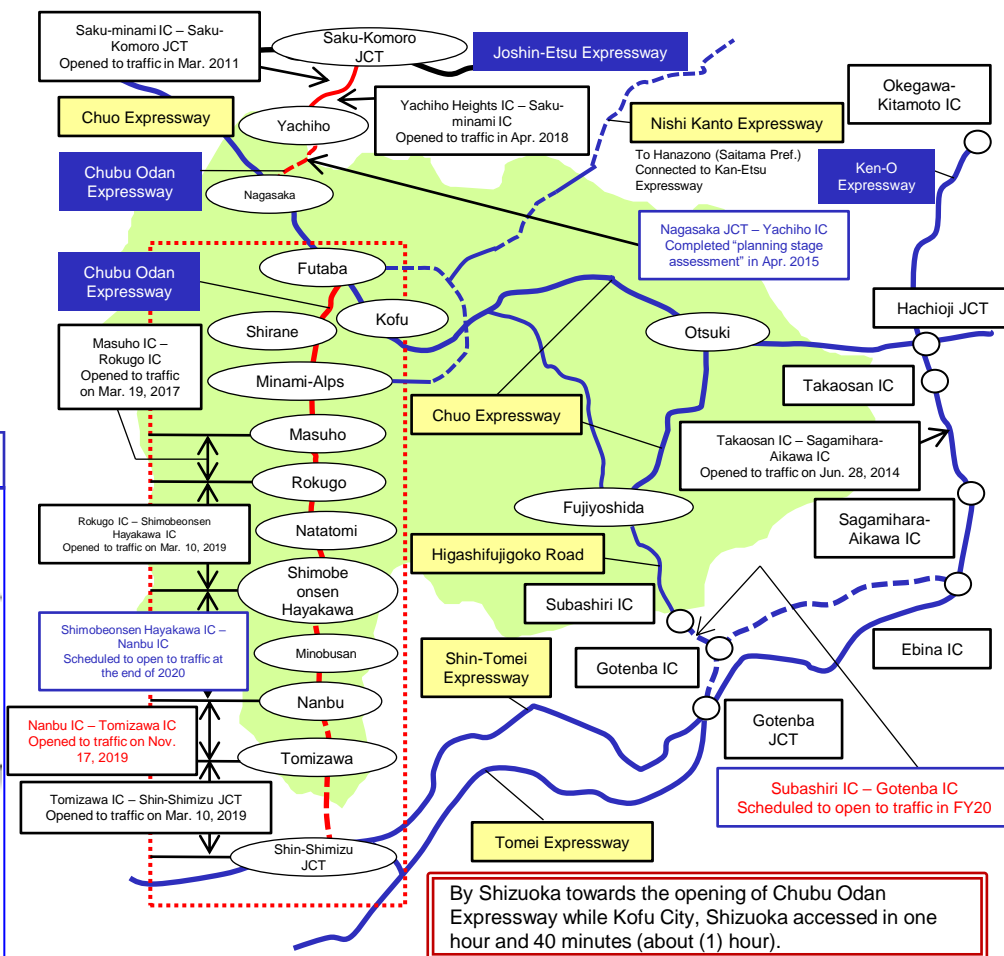 Saku-minami IC – Saku-
Komoro JCT
Opened to traffic in Mar. 2011
Saku-Komoro
JCT
Joshin-Etsu Expressway
Okegawa-
Kitamoto IC
Chuo Expressway
Yachiho
Yachiho Heights IC – Saku-
minami IC
Opened to traffic in Apr. 2018
Nishi Kanto Expressway
To Hanazono (Saitama Pref.)
Connected to Kan-Etsu
Expressway
Ken-O
Expressway
Chubu Odan
Expressway
Nagasaka
Nagasaka JCT – Yachiho IC
Completed “planning stage
assessment” in Apr. 2015
Chubu Odan
Expressway
Futaba
Kofu
Shirane
Otsuki
Hachioji JCT
Masuho IC –
Rokugo IC
Opened to traffic
on Mar. 19, 2017
Minami-Alps
Takaosan IC
Chuo Expressway
Masuho
Takaosan IC – Sagamihara-
Aikawa IC
Opened to traffic on Jun. 28, 2014
Rokugo
Fujiyoshida
Sagamihara-
Aikawa IC
Rokugo IC – Shimobeonsen
Hayakawa IC
Opened to traffic on Mar. 10, 2019
Natatomi
Higashifujigoko Road
Shimobe
onsen
Hayakawa
Subashiri IC
Shimobeonsen Hayakawa IC –
Nanbu IC
Scheduled to open to traffic at
the end of 2020
Minobusan
Shin-Tomei
Expressway
Gotenba IC
Ebina IC
Nanbu
Nanbu IC – Tomizawa IC
Opened to traffic on Nov.
17, 2019
Gotenba
JCT
Tomizawa
Tomizawa IC – Shin-Shimizu JCT
Opened to traffic on Mar. 10, 2019
Subashiri IC – Gotenba IC
Scheduled to open to traffic in FY20
Shin-Shimizu
JCT
Tomei Expressway
By Shizuoka towards the opening of Chubu Odan
Expressway while Kofu City, Shizuoka accessed in one
hour and 40 minutes (about (1) hour).